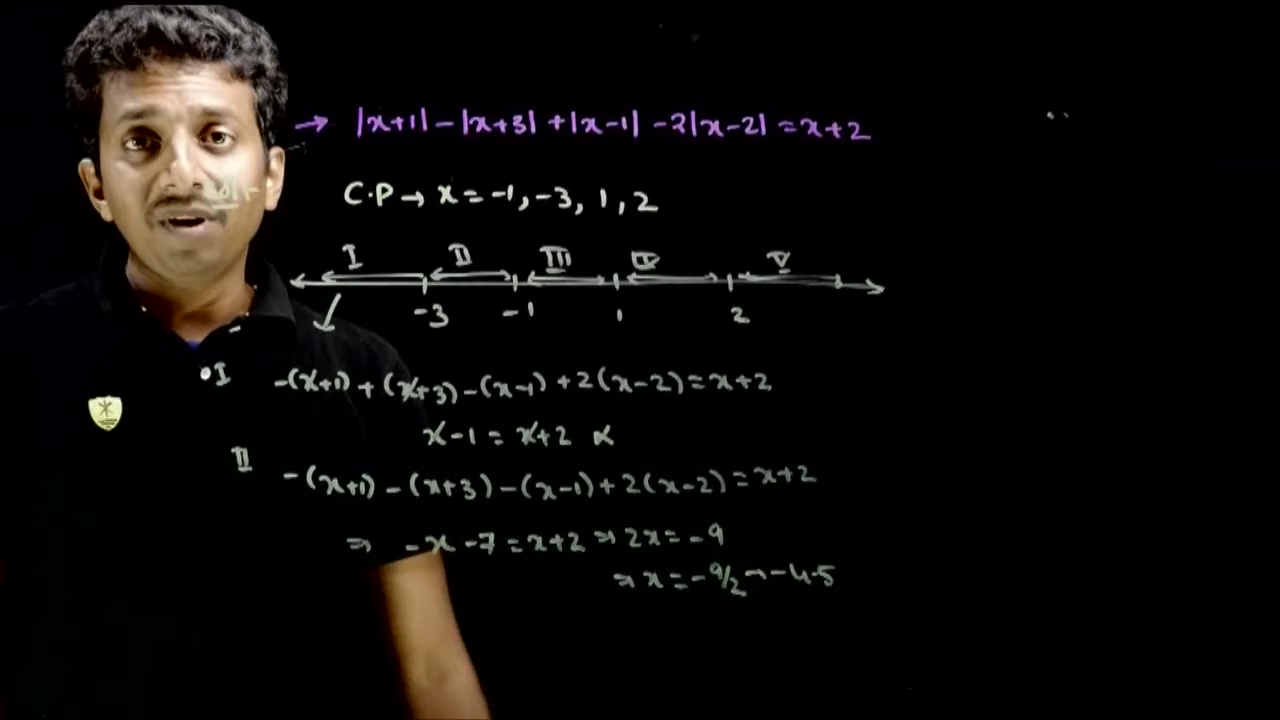 → |x+1| - |x+3| + |x-1| - 2|x-2| = x+2
C.P → x = -1, -3, 1, 2
I II III IV V
-3 -1 1 2
I -(x+1) + (x+3) - (x-1) + 2(x-2) = x+2
x-1 = x+2
II -(x+1) - (x+3) - (x-1) + 2(x-2) = x+2
⇒ -x-7 = x+2 ⇒ 2x = -9
⇒ x = -9/2 → -4.5